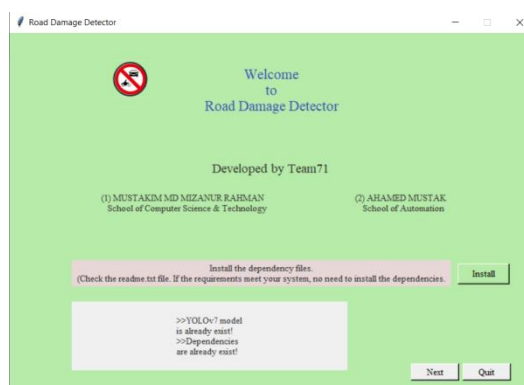 Road Damage Detector
Welcome
to
Road Damage Detector
Developed by Team71
(1) MUSTAKIM MD MIZANUR RAHMAN
School of Computer Science & Technology
(2) AHAMED MUSTAK
School of Automation
Install the dependency files.
(Check the readme.txt file. If the requirements meet your system, no need to install the dependencies.
Install
>>YOLOv7 model
is already exist!
>>Dependencies
are already exist!
Next
Quit